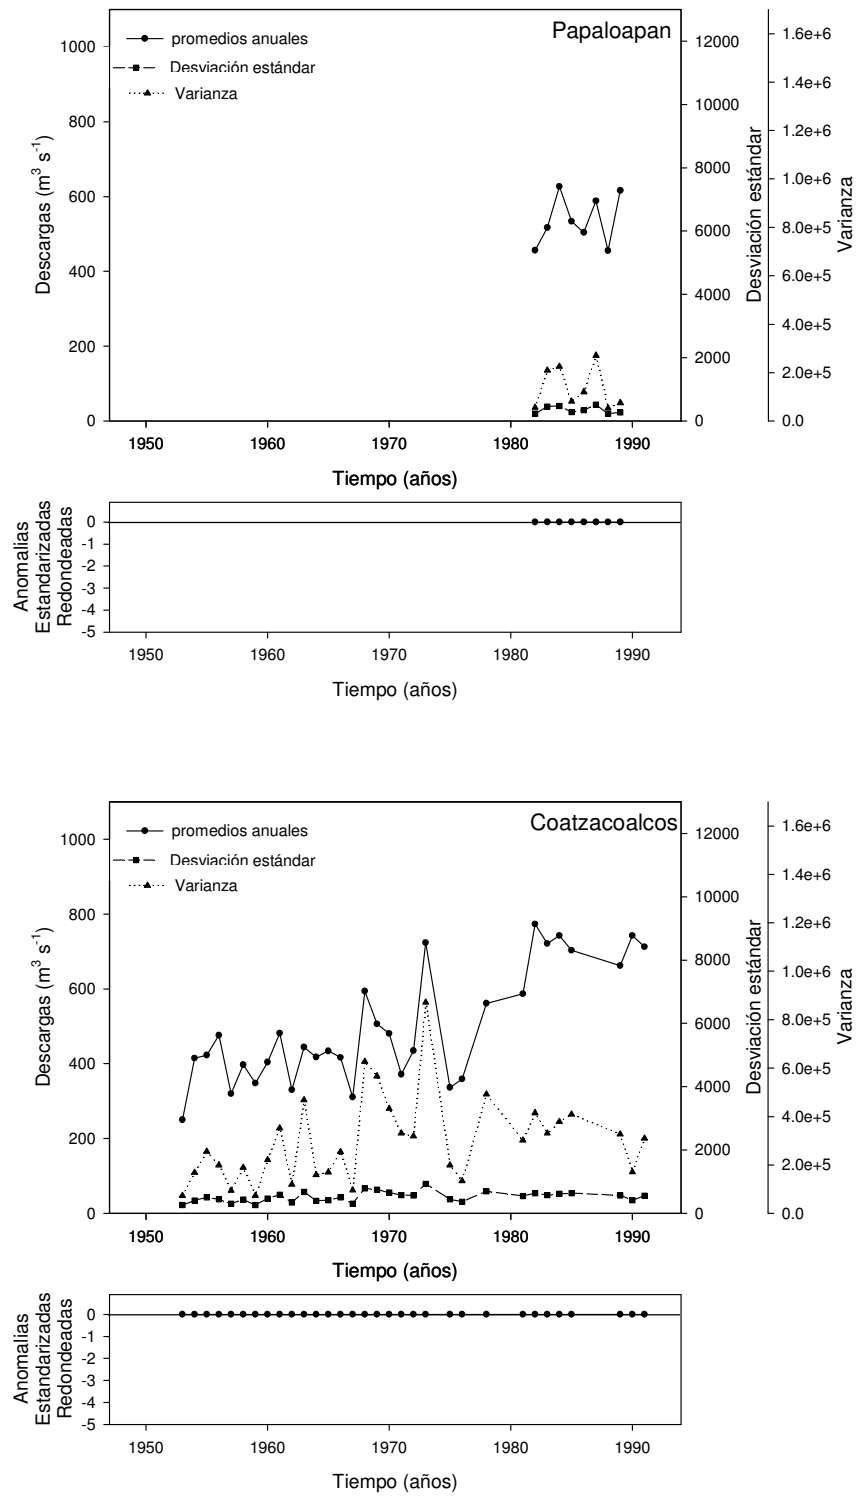 Papaloapan
promedios anuales
Desviación estándar
Varianza
Descargas (m³ s⁻¹)
1000
800
600
400
200
0
12000
10000
8000
6000
4000
2000
0
Desviación estándar
1.6e+6
1.4e+6
1.2e+6
1.0e+6
8.0e+5
6.0e+5
4.0e+5
2.0e+5
0.0
Varianza
1950 1960 1970 1980 1990
Tiempo (años)
Anomalias
Estandarizadas
Redondeadas
0
-1
-2
-3
-4
-5
1950 1960 1970 1980 1990
Tiempo (años)
Coatzacoalcos
promedios anuales
Desviación estándar
Varianza
Descargas (m³ s⁻¹)
1000
800
600
400
200
0
12000
10000
8000
6000
4000
2000
0
Desviación estándar
1.6e+6
1.4e+6
1.2e+6
1.0e+6
8.0e+5
6.0e+5
4.0e+5
2.0e+5
0.0
Varianza
1950 1960 1970 1980 1990
Tiempo (años)
Anomalias
Estandarizadas
Redondeadas
0
-1
-2
-3
-4
-5
1950 1960 1970 1980 1990
Tiempo (años)